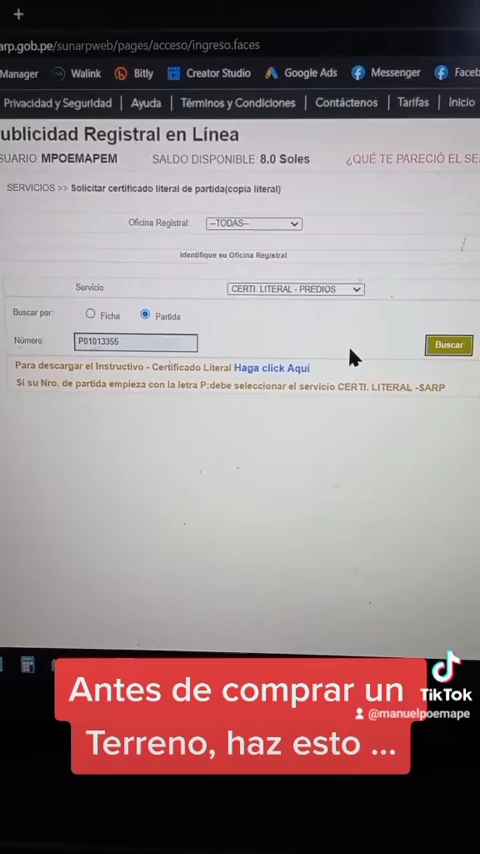 arp.gob.pe/sunarpweb/pages/acceso/ingreso.faces
Manager Walink Bitly Creator Studio Google Ads Messenger Faceb
Privacidad y Seguridad | Ayuda | Términos y Condiciones | Contáctenos | Tarifas | Inicio
ublicidad Registral en Línea
SUARIO MPOEMAPEM SALDO DISPONIBLE 8.0 Soles ¿QUÉ TE PARECIÓ EL SE
SERVICIOS >> Solicitar certificado literal de partida(copia literal)
Oficina Registral: --TODAS--
Identifique su Oficina Registral
Servicio CERTI. LITERAL - PREDIOS
Buscar por: Ficha Partida
Número: P01013355 Buscar
Para descargar el Instructivo - Certificado Literal Haga click Aqui
Si su Nro. de partida empieza con la letra P:debe seleccionar el servicio CERTI. LITERAL -SARP
Antes de comprar un
Terreno, haz esto ...
TikTok
@manuelpoemape